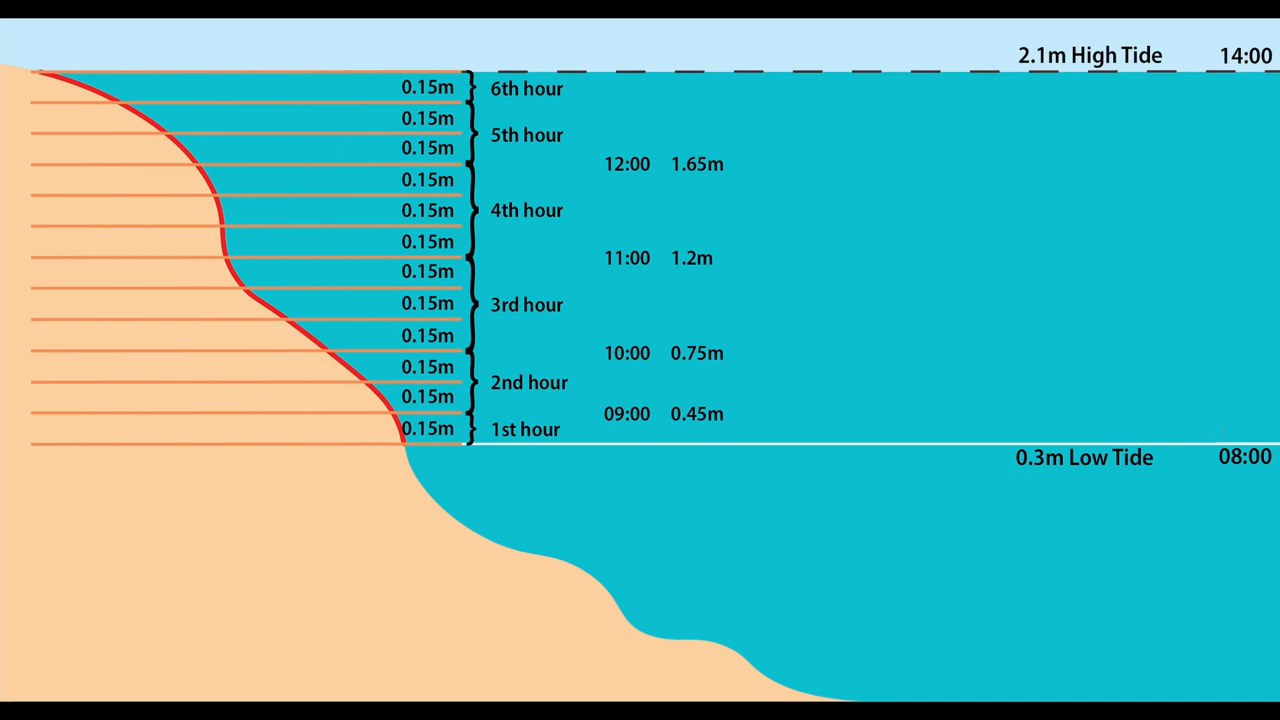 2.1m High Tide 14:00
0.15m 6th hour
0.15m
5th hour
0.15m
12:00 1.65m
0.15m
0.15m 4th hour
0.15m
11:00 1.2m
0.15m
0.15m 3rd hour
0.15m
10:00 0.75m
0.15m
2nd hour
0.15m
09:00 0.45m
0.15m 1st hour
0.3m Low Tide 08:00